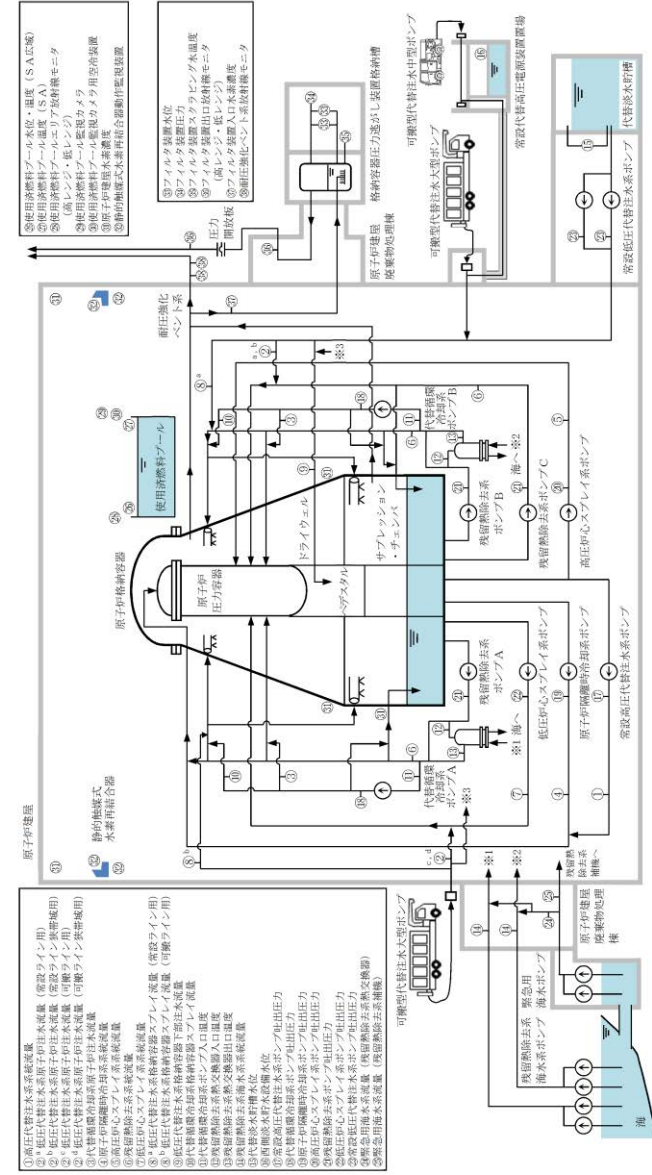 ①高圧代替注水系系統流量
②ᵃ低圧代替注水系原子炉注水流量（常設ライン用）
②ᵇ低圧代替注水系原子炉注水流量（常設ライン狭帯域用）
②ᶜ低圧代替注水系原子炉注水流量（可搬ライン用）
②ᵈ低圧代替注水系原子炉注水流量（可搬ライン狭帯域用）
③代替循環冷却系原子炉注水流量
④原子炉隔離時冷却系系統流量
⑤高圧炉心スプレイ系系統流量
⑥残留熱除去系系統流量
⑦低圧炉心スプレイ系系統流量
⑧ᵃ低圧代替注水系格納容器スプレイ流量（常設ライン用）
⑧ᵇ低圧代替注水系格納容器スプレイ流量（可搬ライン用）
⑨低圧代替注水系格納容器下部注水流量
⑩代替循環冷却系格納容器スプレイ流量
⑪代替循環冷却系ポンプ入口温度
⑫残留熱除去系熱交換器入口温度
⑬残留熱除去系熱交換器出口温度
⑭残留熱除去系海水系系統流量
⑮代替淡水貯槽水位
⑯西側淡水貯水設備水位
⑰常設高圧代替注水系ポンプ吐出圧力
⑱代替循環冷却系ポンプ吐出圧力
⑲原子炉隔離時冷却系ポンプ吐出圧力
⑳高圧炉心スプレイ系ポンプ吐出圧力
㉑残留熱除去系ポンプ吐出圧力
㉒低圧炉心スプレイ系ポンプ吐出圧力
㉓常設低圧代替注水系ポンプ吐出圧力
㉔緊急用海水系流量（残留熱除去系熱交換器）
㉕緊急用海水系流量（残留熱除去系補機）
㉖使用済燃料プール水位・温度（ＳＡ広域）
㉗使用済燃料プール温度（ＳＡ）
㉘使用済燃料プールエリア放射線モニタ
（高レンジ・低レンジ）
㉙使用済燃料プール監視カメラ
㉚使用済燃料プール監視カメラ用空冷装置
㉛原子炉建屋水素濃度
㉜静的触媒式水素再結合器動作監視装置
㉝フィルタ装置水位
㉞フィルタ装置圧力
㉟フィルタ装置スクラビング水温度
㊱フィルタ装置出口放射線モニタ
（高レンジ・低レンジ）
㊲フィルタ装置入口水素濃度
㊳耐圧強化ベント系放射線モニタ
原子炉建屋
静的触媒式
水素再結合器
原子炉格納容器
使用済燃料プール
原子炉
圧力容器
ドライウェル
ペデスタル
サプレッション
・チェンバ
耐圧強化
ベント系
圧力
開放板
原子炉建屋
廃棄物処理棟
格納容器圧力逃がし装置格納槽
可搬型代替注水中型ポンプ
可搬型代替注水大型ポンプ
常設代替高圧電源装置置場
代替淡水貯槽
常設低圧代替注水系ポンプ
代替循環
冷却系
ポンプＢ
海へ ※2
残留熱除去系
ポンプＢ
残留熱除去系ポンプＣ
高圧炉心スプレイ系ポンプ
代替循環
冷却系
ポンプＡ
※1 海へ
残留熱除去系
ポンプＡ
低圧炉心スプレイ系ポンプ
原子炉隔離時冷却系ポンプ
常設高圧代替注水系ポンプ
※3
※3
可搬型代替注水大型ポンプ
※1
※2
残留熱
除去系
補機へ
原子炉建屋
廃棄物処理
棟
緊急用
海水ポンプ
残留熱除去系
海水系ポンプ
海